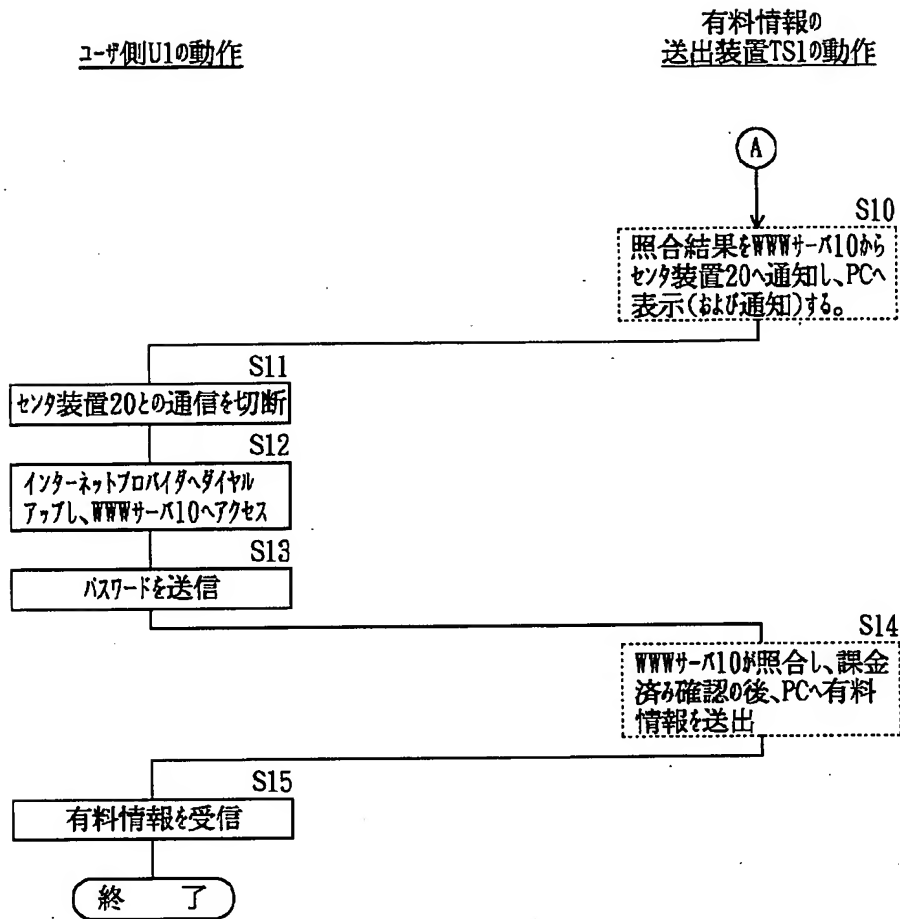 ユーザ側U1の動作
有料情報の
送出装置TS1の動作
A
S10
照合結果をWWWサーバ10から
センタ装置20へ通知し、PCへ
表示(および通知)する。
S11
センタ装置20との通信を切断
S12
インターネットプロバイダへダイヤル
アップし、WWWサーバ10へアクセス
S13
パスワードを送信
S14
WWWサーバ10が照合し、課金
済み確認の後、PCへ有料
情報を送出
S15
有料情報を受信
終 了